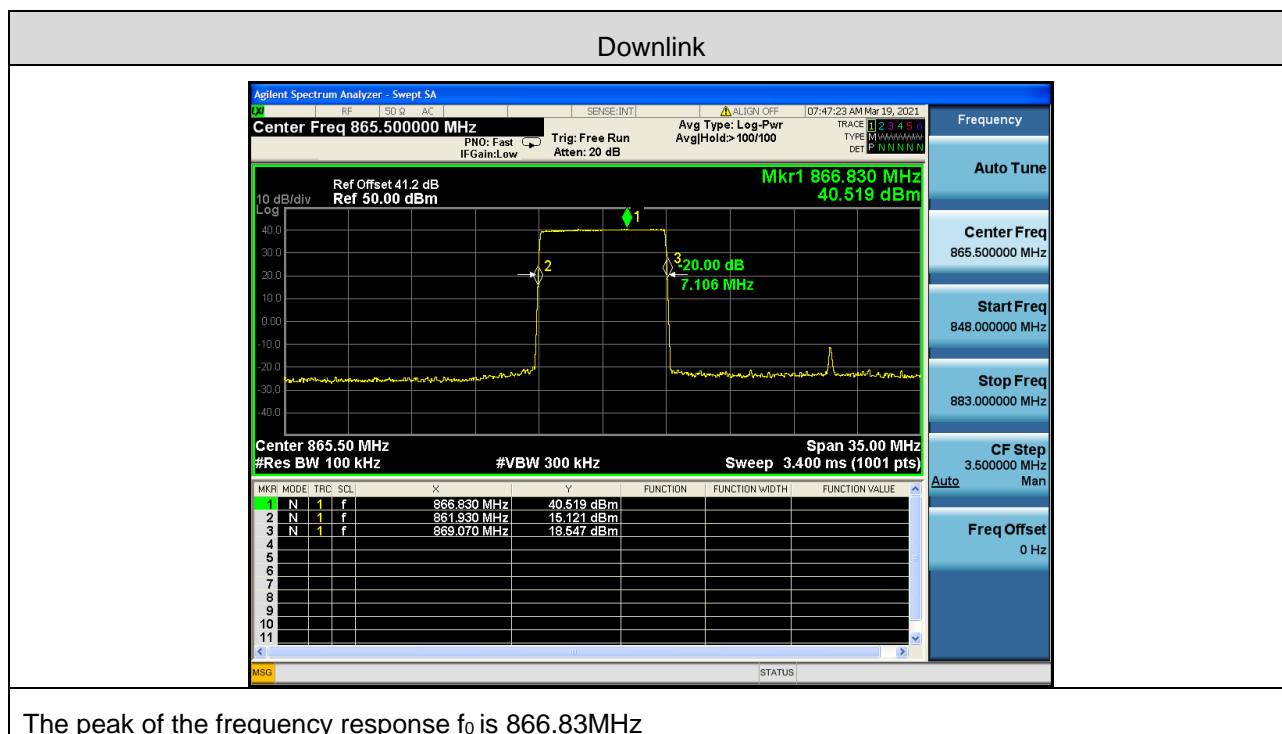 Downlink
Agilent Spectrum Analyzer - Swept SA
LXI RF 50 Ω AC SENSE:INT ALIGN OFF 07:47:23 AM Mar 19, 2021
Center Freq 865.500000 MHz
PNO: Fast
IFGain:Low
Trig: Free Run
Atten: 20 dB
Avg Type: Log-Pwr
Avg|Hold:> 100/100
TRACE 1 2 3 4 5 6
TYPE M
DET P N N N N N
Frequency
Auto Tune
Center Freq
865.500000 MHz
Start Freq
848.000000 MHz
Stop Freq
883.000000 MHz
CF Step
3.500000 MHz
Auto Man
Freq Offset
0 Hz
Mkr1 866.830 MHz
40.519 dBm
Ref Offset 41.2 dB
10 dB/div Ref 50.00 dBm
Log
40.0
30.0
20.0
10.0
0.00
-10.0
-20.0
-30.0
-40.0
1
2
3
-20.00 dB
7.106 MHz
Center 865.50 MHz Span 35.00 MHz
#Res BW 100 kHz #VBW 300 kHz Sweep 3.400 ms (1001 pts)
MKR MODE TRC SCL X Y FUNCTION FUNCTION WIDTH FUNCTION VALUE
1 N 1 f 866.830 MHz 40.519 dBm
2 N 1 f 861.930 MHz 15.121 dBm
3 N 1 f 869.070 MHz 18.547 dBm
4
5
6
7
8
9
10
11
MSG STATUS
The peak of the frequency response f0 is 866.83MHz